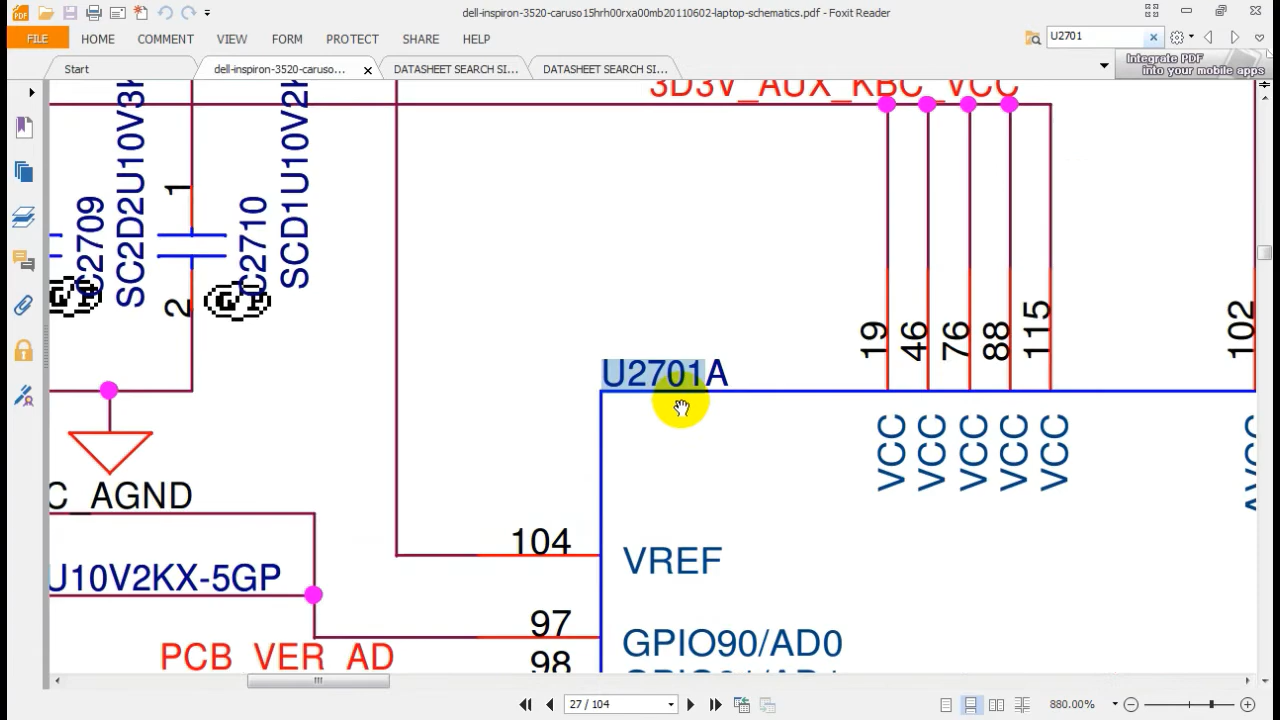 dell-inspiron-3520-caruso15hrh00rxa00mb20110602-laptop-schematics.pdf - Foxit Reader
FILE HOME COMMENT VIEW FORM PROTECT SHARE HELP
U2701
Start
dell-inspiron-3520-caruso...
DATASHEET SEARCH SI...
DATASHEET SEARCH SI...
Integrate PDF
into your mobile apps
3D3V_AUX_KBC_VCC
1
C2709
SC2D2U10V3K
C2710
SCD1U10V2K
2
19
46
76
88
115
102
U2701A
VCC
VCC
VCC
VCC
VCC
C_AGND
104
VREF
U10V2KX-5GP
97
GPIO90/AD0
PCB_VER_AD
98
27 / 104
880.00%